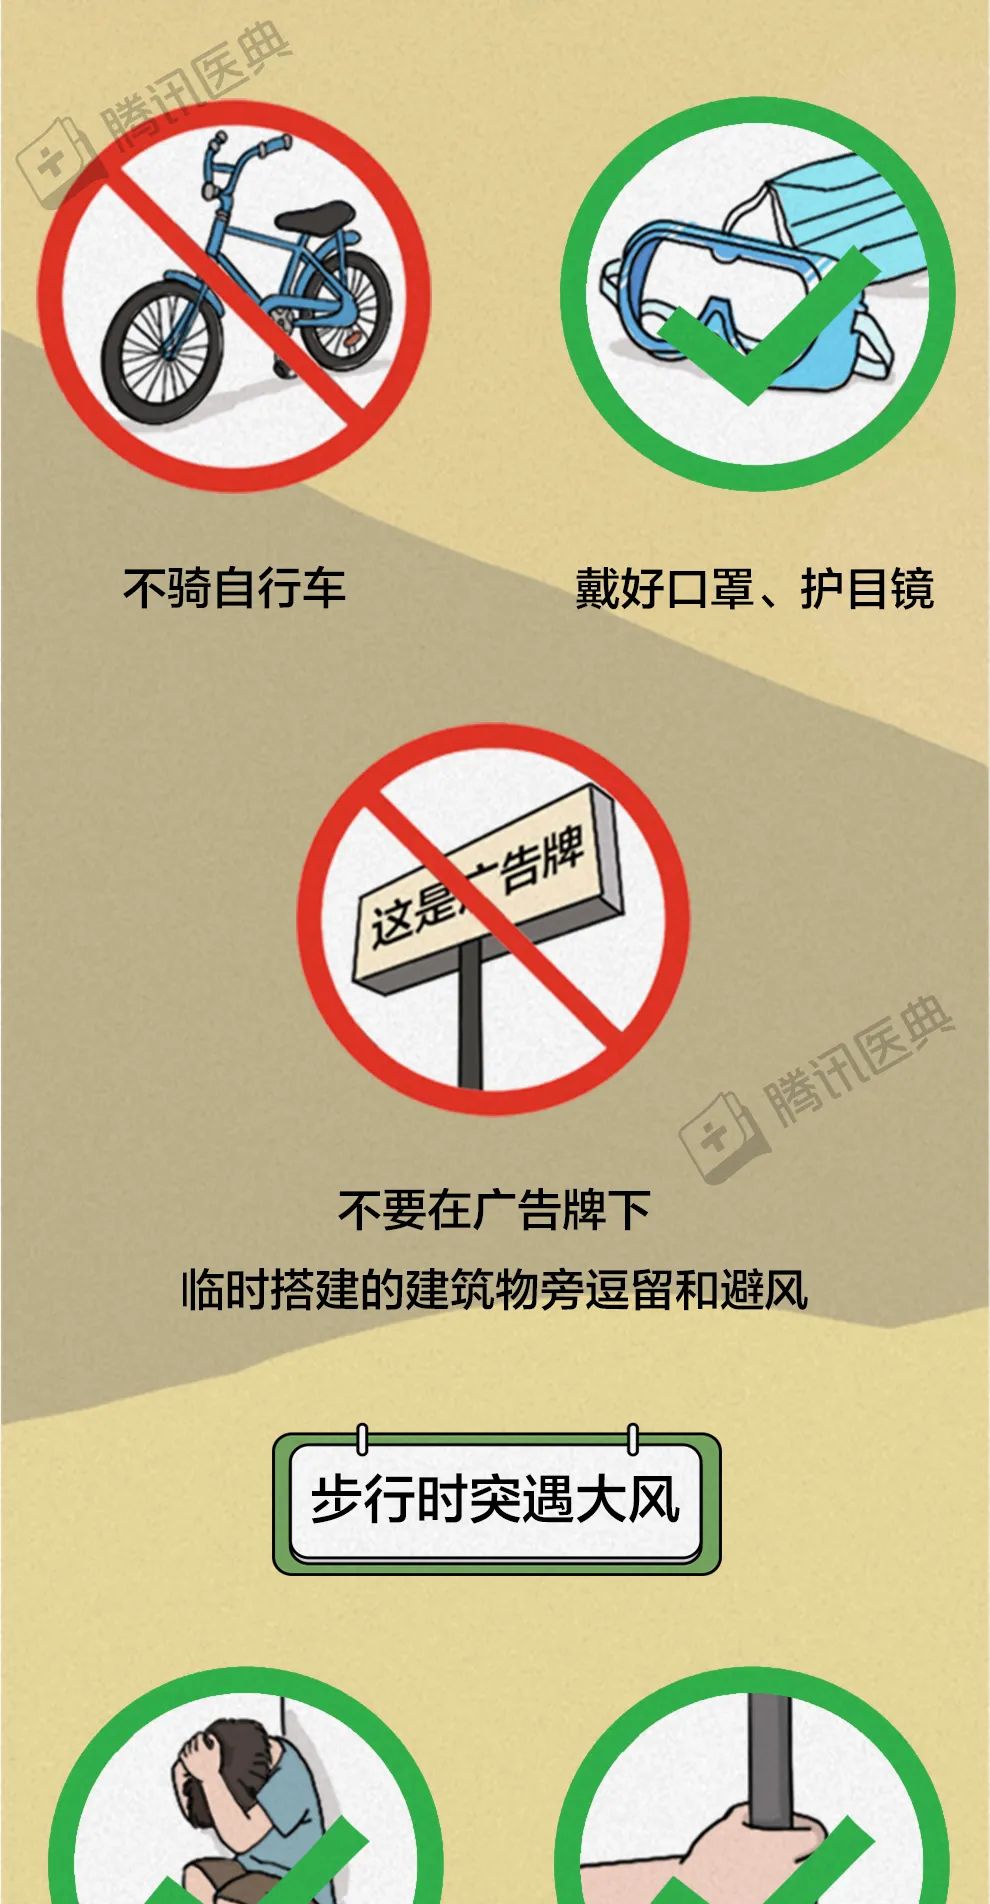 腾讯医典
不骑自行车
戴好口罩、护目镜
这是广告牌
腾讯医典
不要在广告牌下
临时搭建的建筑物旁逗留和避风
步行时突遇大风